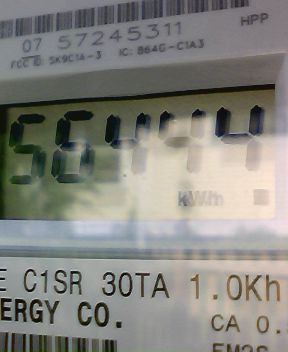 07 57245311 HPP
FCC ID: SK9C1A-3 IC: 864G-C1A3
56444
kWh
E C1SR 30TA 1.0Kh
ERGY CO. CA 0.